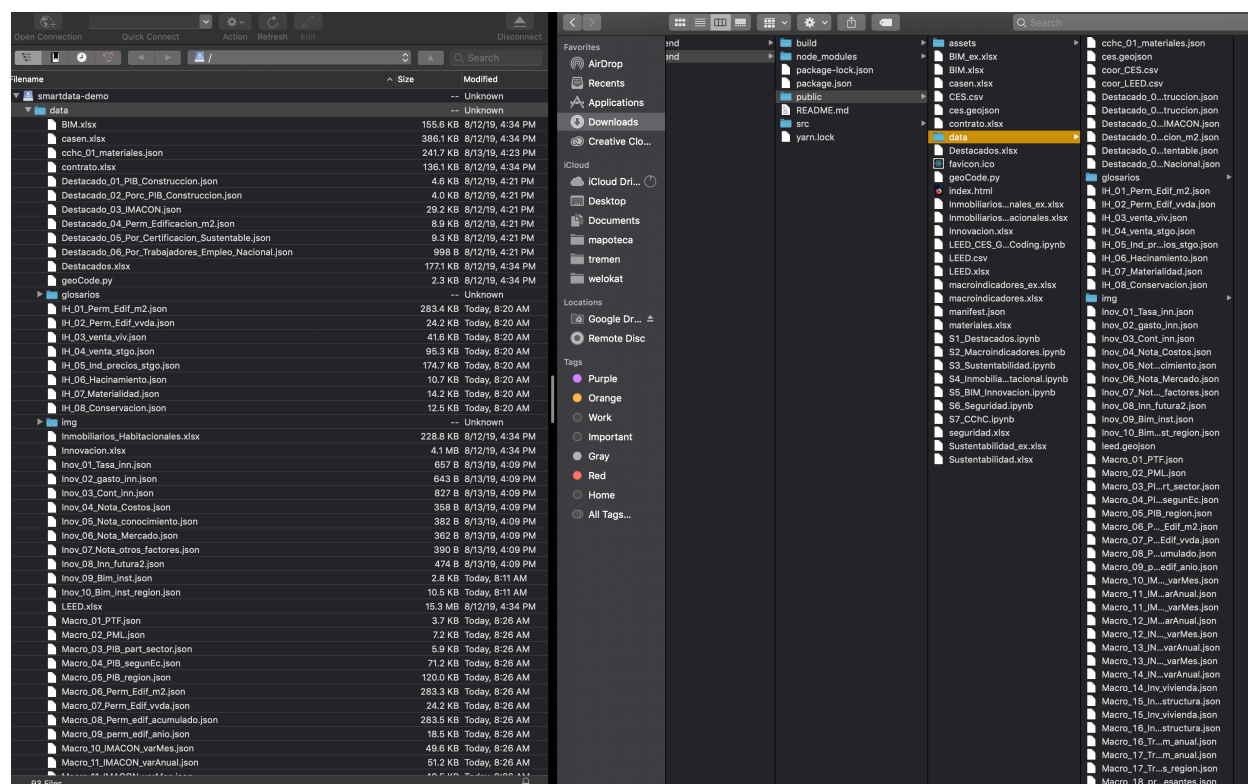 Open Connection Quick Connect Action Refresh Edit Disconnect
/ Search
Filename Size Modified
smartdata-demo -- Unknown
data -- Unknown
BIM.xlsx 155.6 KB 8/12/19, 4:34 PM
casen.xlsx 386.1 KB 8/12/19, 4:34 PM
cchc_01_materiales.json 241.7 KB 8/13/19, 4:23 PM
contrato.xlsx 136.1 KB 8/12/19, 4:34 PM
Destacado_01_PIB_Construccion.json 4.6 KB 8/12/19, 4:21 PM
Destacado_02_Porc_PIB_Construccion.json 4.0 KB 8/12/19, 4:21 PM
Destacado_03_IMACON.json 29.2 KB 8/12/19, 4:21 PM
Destacado_04_Perm_Edificacion_m2.json 8.9 KB 8/12/19, 4:21 PM
Destacado_05_Por_Certificacion_Sustentable.json 9.3 KB 8/12/19, 4:21 PM
Destacado_06_Por_Trabajadores_Empleo_Nacional.json 998 B 8/12/19, 4:21 PM
Destacados.xlsx 177.1 KB 8/12/19, 4:34 PM
geoCode.py 2.3 KB 8/12/19, 4:34 PM
glosarios -- Unknown
IH_01_Perm_Edif_m2.json 283.4 KB Today, 8:20 AM
IH_02_Perm_Edif_vvda.json 24.2 KB Today, 8:20 AM
IH_03_venta_viv.json 41.6 KB Today, 8:20 AM
IH_04_venta_stgo.json 95.3 KB Today, 8:20 AM
IH_05_Ind_precios_stgo.json 174.7 KB Today, 8:20 AM
IH_06_Hacinamiento.json 10.7 KB Today, 8:20 AM
IH_07_Materialidad.json 14.2 KB Today, 8:20 AM
IH_08_Conservacion.json 12.5 KB Today, 8:20 AM
img -- Unknown
Inmobiliarios_Habitacionales.xlsx 228.8 KB 8/12/19, 4:34 PM
Innovacion.xlsx 4.1 MB 8/12/19, 4:34 PM
Inov_01_Tasa_inn.json 657 B 8/13/19, 4:09 PM
Inov_02_gasto_inn.json 643 B 8/13/19, 4:09 PM
Inov_03_Cont_inn.json 827 B 8/13/19, 4:09 PM
Inov_04_Nota_Costos.json 358 B 8/13/19, 4:09 PM
Inov_05_Nota_conocimiento.json 382 B 8/13/19, 4:09 PM
Inov_06_Nota_Mercado.json 362 B 8/13/19, 4:09 PM
Inov_07_Nota_otros_factores.json 390 B 8/13/19, 4:09 PM
Inov_08_Inn_futura2.json 474 B 8/13/19, 4:09 PM
Inov_09_Bim_inst.json 2.8 KB Today, 8:11 AM
Inov_10_Bim_inst_region.json 10.5 KB Today, 8:11 AM
LEED.xlsx 15.3 MB 8/12/19, 4:34 PM
Macro_01_PTF.json 3.7 KB Today, 8:26 AM
Macro_02_PML.json 7.2 KB Today, 8:26 AM
Macro_03_PIB_part_sector.json 5.9 KB Today, 8:26 AM
Macro_04_PIB_segunEc.json 71.2 KB Today, 8:26 AM
Macro_05_PIB_region.json 120.0 KB Today, 8:26 AM
Macro_06_Perm_Edif_m2.json 283.3 KB Today, 8:26 AM
Macro_07_Perm_Edif_vvda.json 24.2 KB Today, 8:26 AM
Macro_08_Perm_edif_acumulado.json 283.5 KB Today, 8:26 AM
Macro_09_perm_edif_anio.json 18.5 KB Today, 8:26 AM
Macro_10_IMACON_varMes.json 49.6 KB Today, 8:26 AM
Macro_11_IMACON_varAnual.json 51.2 KB Today, 8:26 AM
93 Files
Search
Favorites
AirDrop
Recents
Applications
Downloads
Creative Clo...
iCloud
iCloud Dri...
Desktop
Documents
mapoteca
tremen
welokat
Locations
Google Dr...
Remote Disc
Tags
Purple
Orange
Work
Important
Gray
Red
Home
All Tags...
end
end
build
node_modules
package-lock.json
package.json
public
README.md
src
yarn.lock
assets
BIM_ex.xlsx
BIM.xlsx
casen.xlsx
CES.csv
ces.geojson
contrato.xlsx
data
Destacados.xlsx
favicon.ico
geoCode.py
index.html
Inmobiliarios...nales_ex.xlsx
Inmobiliarios...acionales.xlsx
Innovacion.xlsx
LEED_CES_G...Coding.ipynb
LEED.csv
LEED.xlsx
macroindicadores_ex.xlsx
macroindicadores.xlsx
manifest.json
materiales.xlsx
S1_Destacados.ipynb
S2_Macroindicadores.ipynb
S3_Sustentabilidad.ipynb
S4_Inmobilia...tacional.ipynb
S5_BIM_Innovacion.ipynb
S6_Seguridad.ipynb
S7_CChC.ipynb
seguridad.xlsx
Sustentabilidad_ex.xlsx
Sustentabilidad.xlsx
cchc_01_materiales.json
ces.geojson
coor_CES.csv
coor_LEED.csv
Destacado_0...truccion.json
Destacado_0...truccion.json
Destacado_0...IMACON.json
Destacado_0...cion_m2.json
Destacado_0...tentable.json
Destacado_0...Nacional.json
glosarios
IH_01_Perm_Edif_m2.json
IH_02_Perm_Edif_vvda.json
IH_03_venta_viv.json
IH_04_venta_stgo.json
IH_05_Ind_pr...ios_stgo.json
IH_06_Hacinamiento.json
IH_07_Materialidad.json
IH_08_Conservacion.json
img
Inov_01_Tasa_inn.json
Inov_02_gasto_inn.json
Inov_03_Cont_inn.json
Inov_04_Nota_Costos.json
Inov_05_Not...cimiento.json
Inov_06_Nota_Mercado.json
Inov_07_Not..._factores.json
Inov_08_Inn_futura2.json
Inov_09_Bim_inst.json
Inov_10_Bim...st_region.json
leed.geojson
Macro_01_PTF.json
Macro_02_PML.json
Macro_03_PI...rt_sector.json
Macro_04_PI...segunEc.json
Macro_05_PIB_region.json
Macro_06_P..._Edif_m2.json
Macro_07_P...Edif_vvda.json
Macro_08_P...umulado.json
Macro_09_p...edif_anio.json
Macro_10_IM..._varMes.json
Macro_11_IM...arAnual.json
Macro_11_IM..._varMes.json
Macro_12_IM...arAnual.json
Macro_12_IN..._varMes.json
Macro_13_IN...varAnual.json
Macro_13_IN..._varMes.json
Macro_14_IN...varAnual.json
Macro_14_Inv_vivienda.json
Macro_15_In...structura.json
Macro_15_Inv_vivienda.json
Macro_16_In...structura.json
Macro_16_Tr...m_anual.json
Macro_17_Tr...m_anual.json
Macro_17_Tr...s_region.json
Macro_18_pr...esantes.json